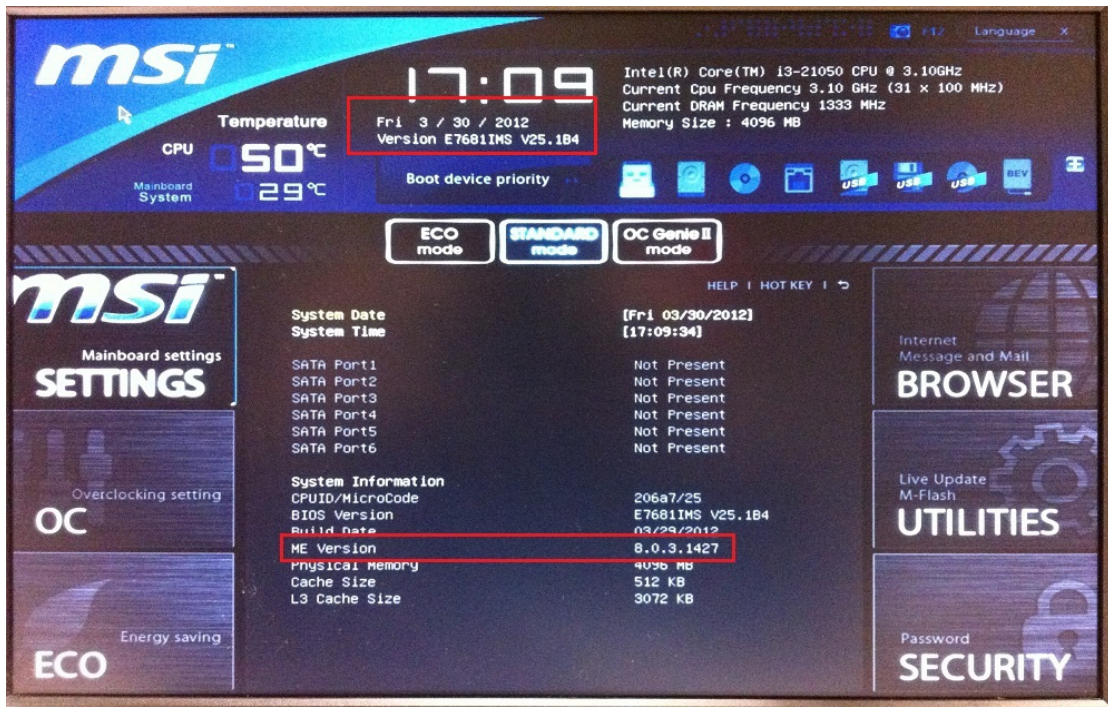 msi
F12 Language X
17:09
Intel(R) Core(TM) i3-21050 CPU @ 3.10GHz
Current Cpu Frequency 3.10 GHz (31 x 100 MHz)
Current DRAM Frequency 1333 MHz
Memory Size : 4096 MB
Fri 3 / 30 / 2012
Version E7681IMS V25.1B4
Temperature
CPU 50°C
Mainboard
System 29°C
Boot device priority
USB USB USB BEV
ECO
mode
STANDARD
mode
OC Genie II
mode
msi
Mainboard settings
SETTINGS
Overclocking setting
OC
Energy saving
ECO
HELP | HOT KEY |
System Date [Fri 03/30/2012]
System Time [17:09:34]
SATA Port1 Not Present
SATA Port2 Not Present
SATA Port3 Not Present
SATA Port4 Not Present
SATA Port5 Not Present
SATA Port6 Not Present
System Information
CPUID/MicroCode 206a7/25
BIOS Version E7681IMS V25.1B4
Build Date 03/29/2012
ME Version 8.0.3.1427
Physical Memory 4096 MB
Cache Size 512 KB
L3 Cache Size 3072 KB
Internet
Message and Mail
BROWSER
Live Update
M-Flash
UTILITIES
Password
SECURITY